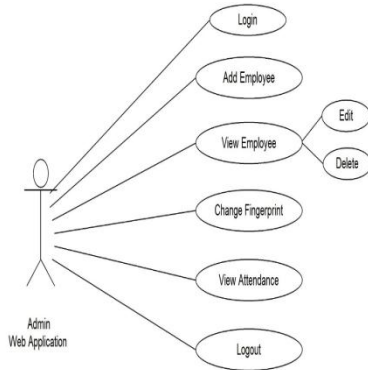 Login
Add Employee
Edit
View Employee
Delete
Change Fingerprint
View Attendance
Admin
Web Application
Logout